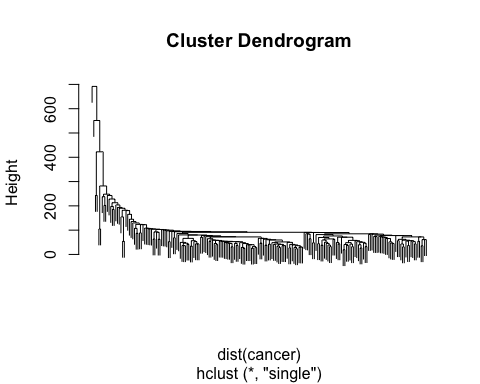 Cluster Dendrogram
Height
600
400
200
0
dist(cancer)
hclust (*, "single")